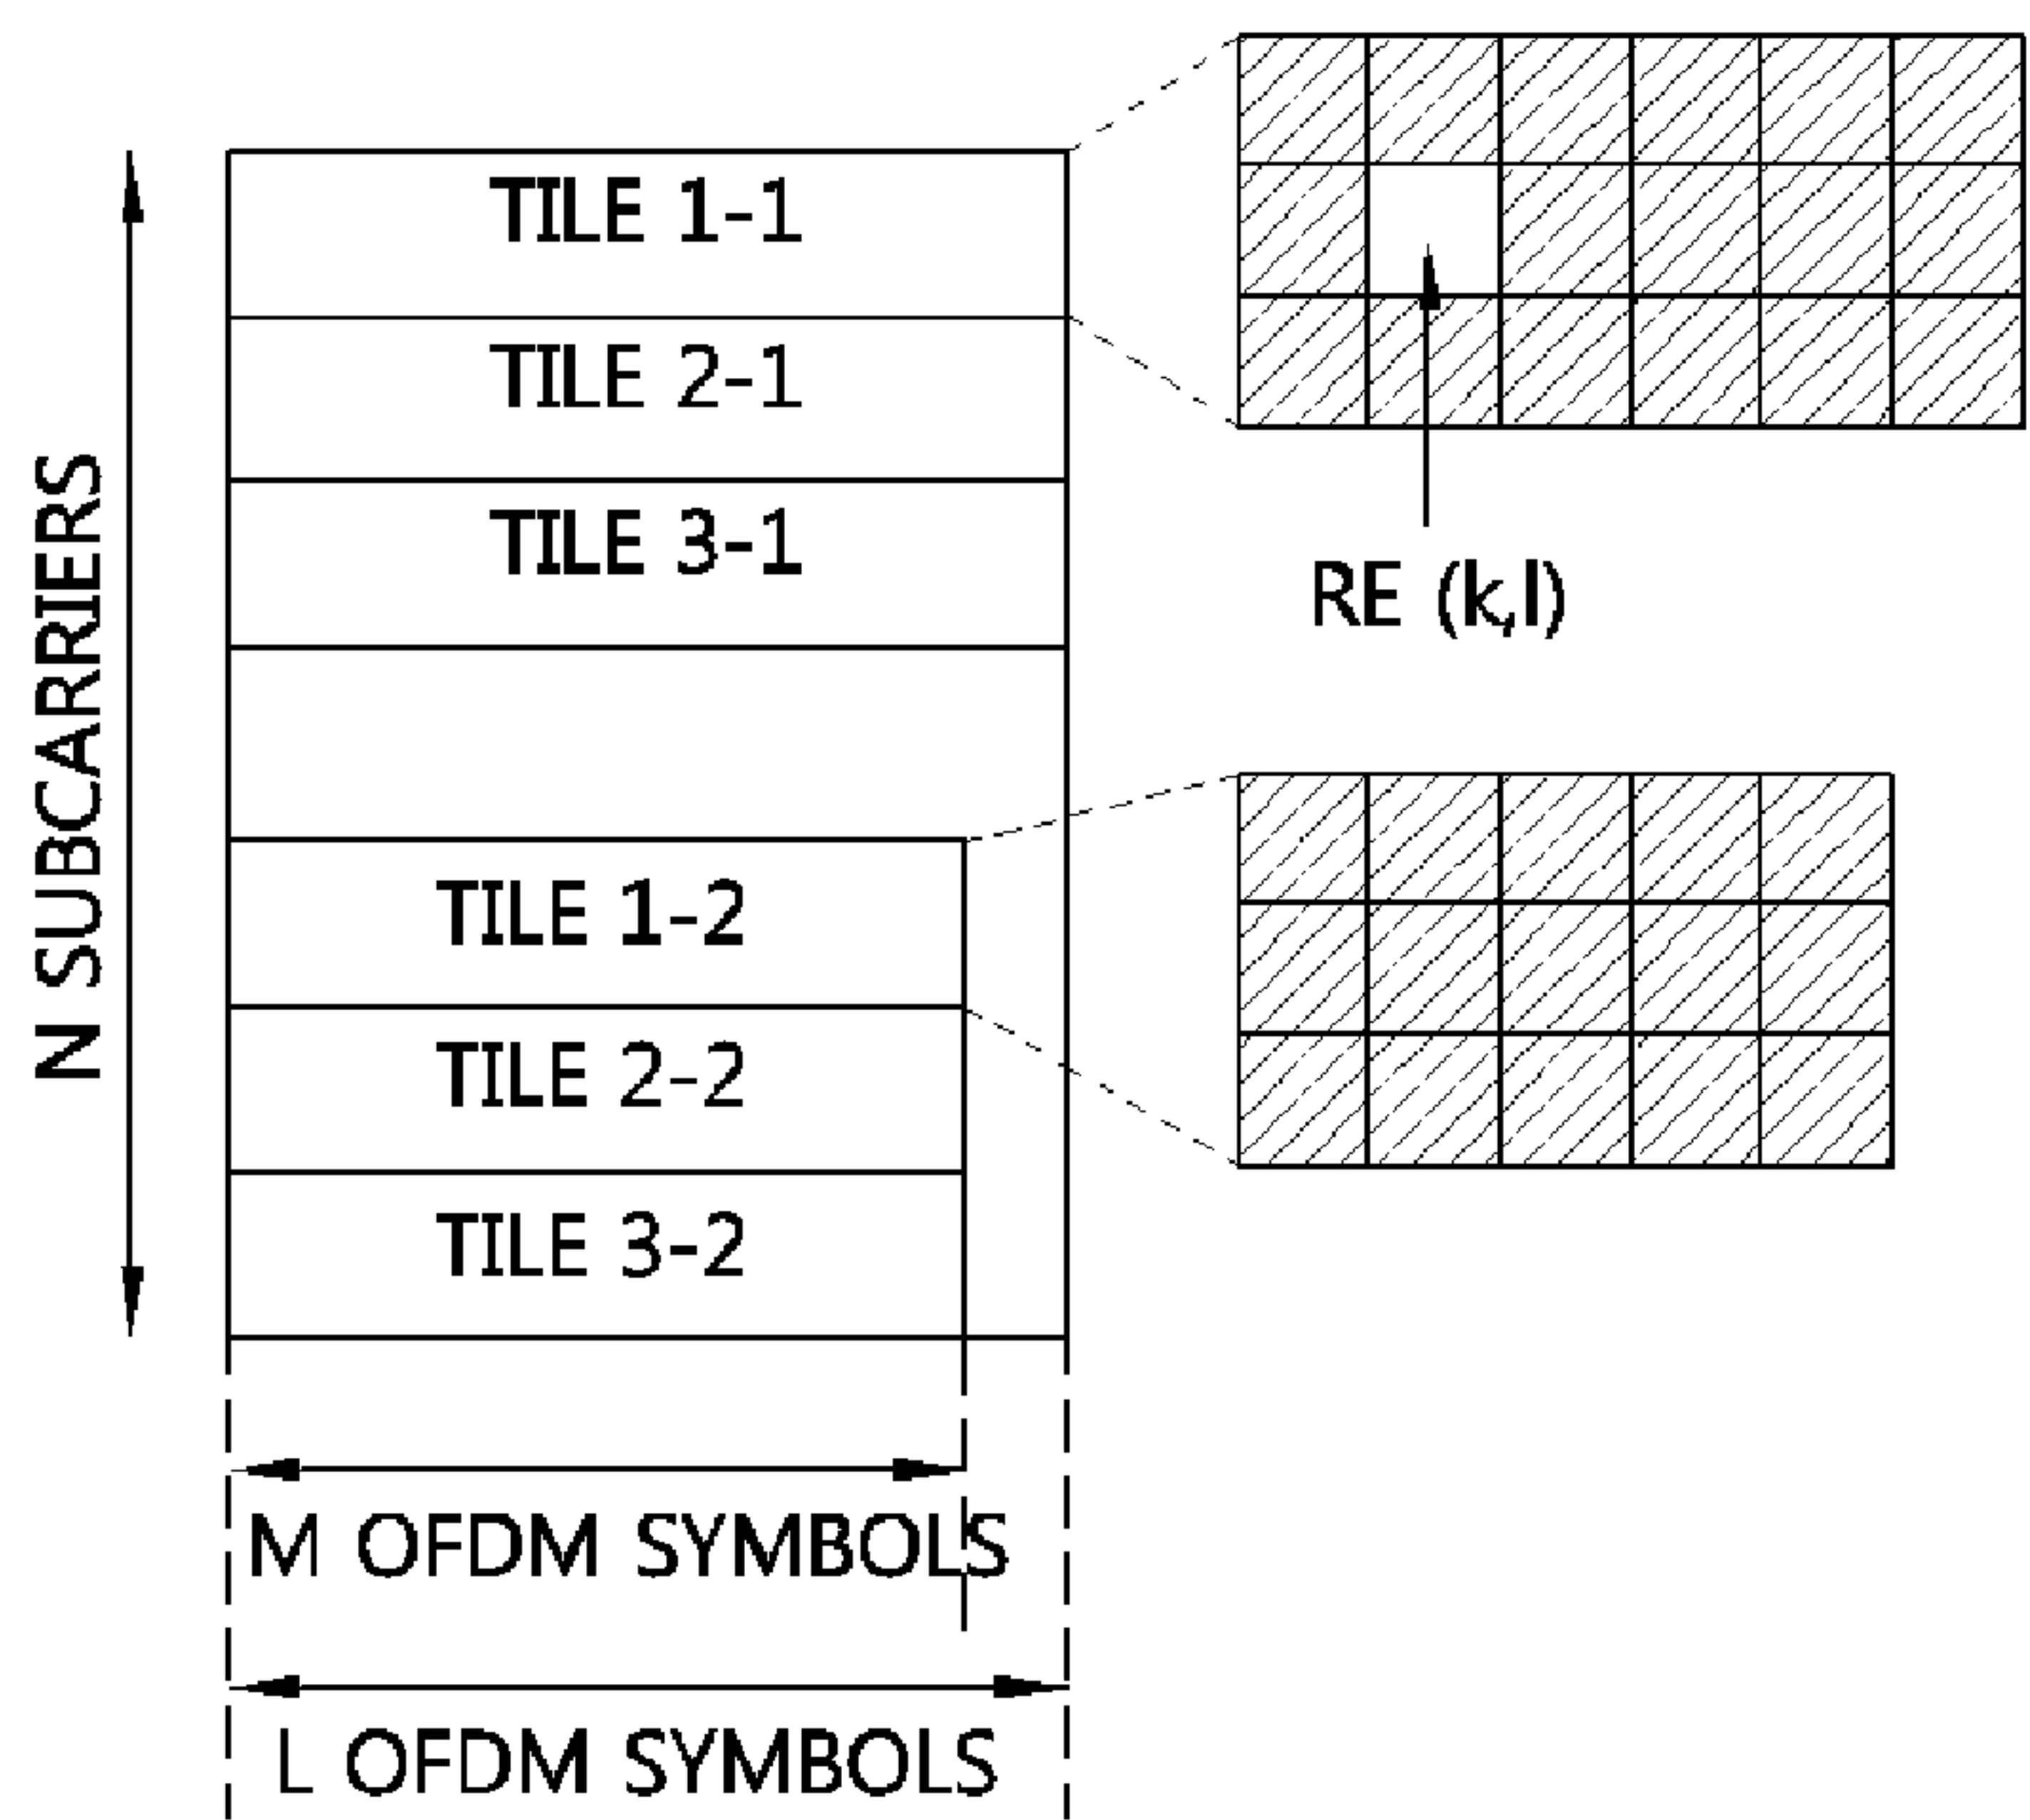 TILE 1-1
TILE 2-1
TILE 3-1
RE (k,l)
N SUBCARRIERS
TILE 1-2
TILE 2-2
TILE 3-2
M OFDM SYMBOLS
L OFDM SYMBOLS